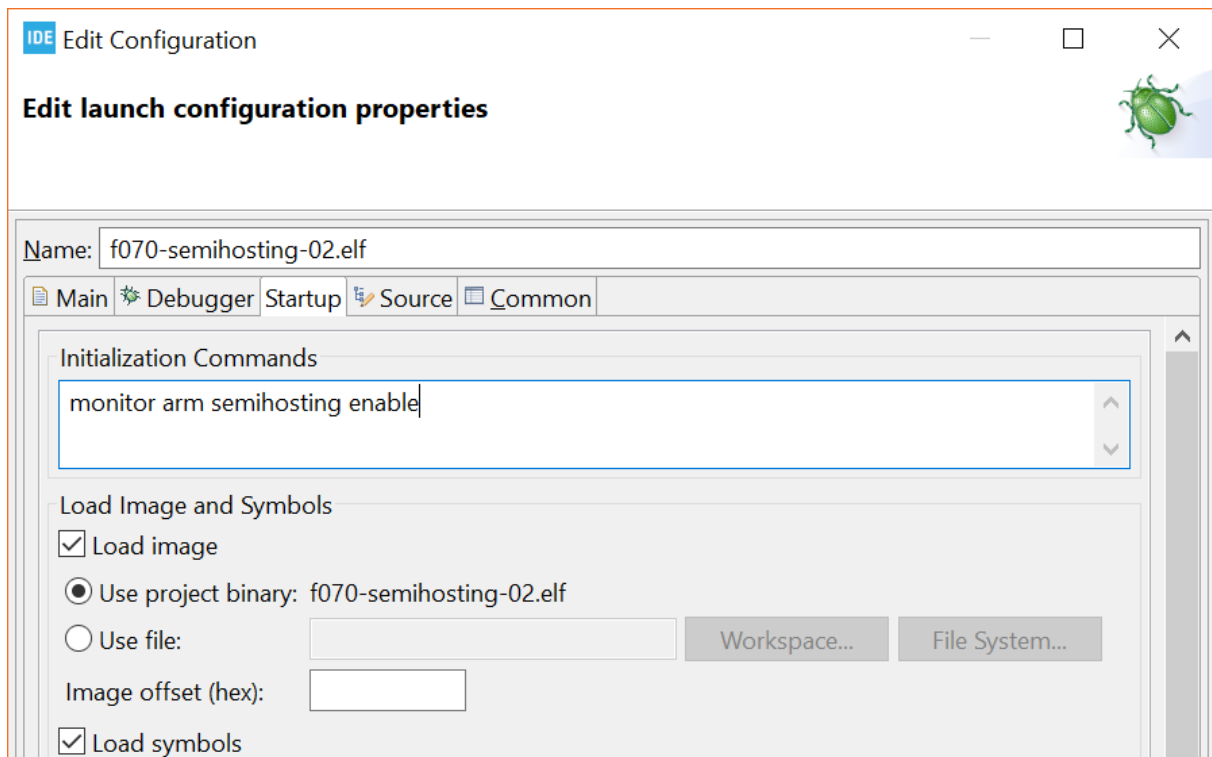 IDE Edit Configuration
Edit launch configuration properties
Name: f070-semihosting-02.elf
Main Debugger Startup Source Common
Initialization Commands
monitor arm semihosting enable
Load Image and Symbols
Load image
Use project binary: f070-semihosting-02.elf
Use file: Workspace... File System...
Image offset (hex):
Load symbols